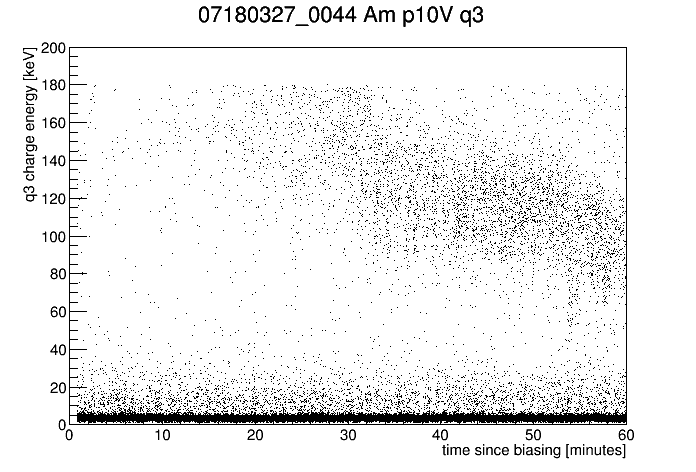 07180327_0044 Am p10V q3
q3 charge energy [keV]
200
180
160
140
120
100
80
60
40
20
0
0 10 20 30 40 50 60
time since biasing [minutes]